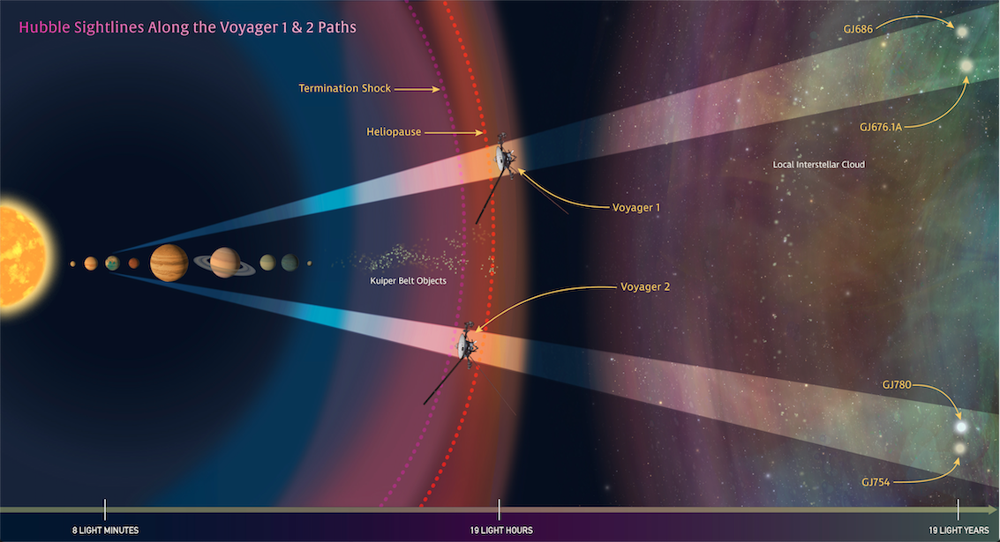 Hubble Sightlines Along the Voyager 1 & 2 Paths
GJ686
Termination Shock
Heliopause
GJ676.1A
Local Interstellar Cloud
Voyager 1
Kuiper Belt Objects
Voyager 2
GJ780
GJ754
8 LIGHT MINUTES
19 LIGHT HOURS
19 LIGHT YEARS